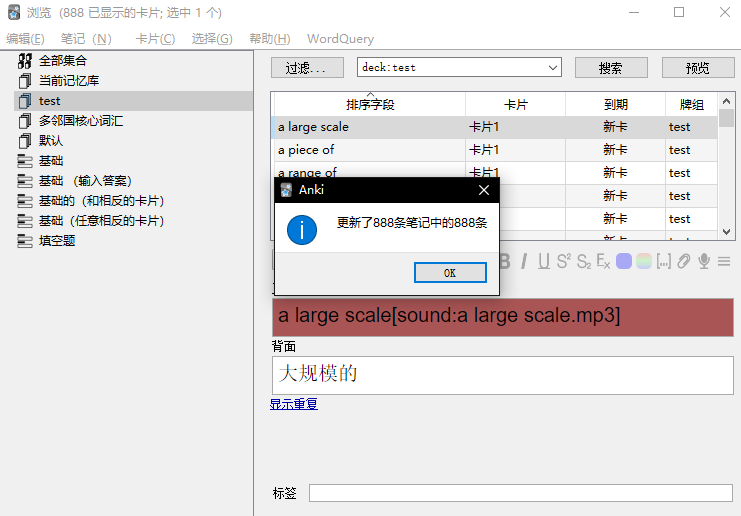 浏览 (888 已显示的卡片; 选中 1 个)
编辑(E) 笔记 (N) 卡片(C) 选择(G) 帮助(H) WordQuery
全部集合
当前记忆库
test
多邻国核心词汇
默认
基础
基础 （输入答案）
基础的（和相反的卡片）
基础（任意相反的卡片）
填空题
过滤... deck:test 搜索 预览
排序字段 卡片 到期 牌组
a large scale 卡片1 新卡 test
a piece of 卡片1 新卡 test
a range of 卡片1 新卡 test
新卡 test
新卡 test
Anki
更新了888条笔记中的888条
OK
B I U S² S₂ Ex [...]
a large scale[sound:a large scale.mp3]
背面
大规模的
显示重复
标签